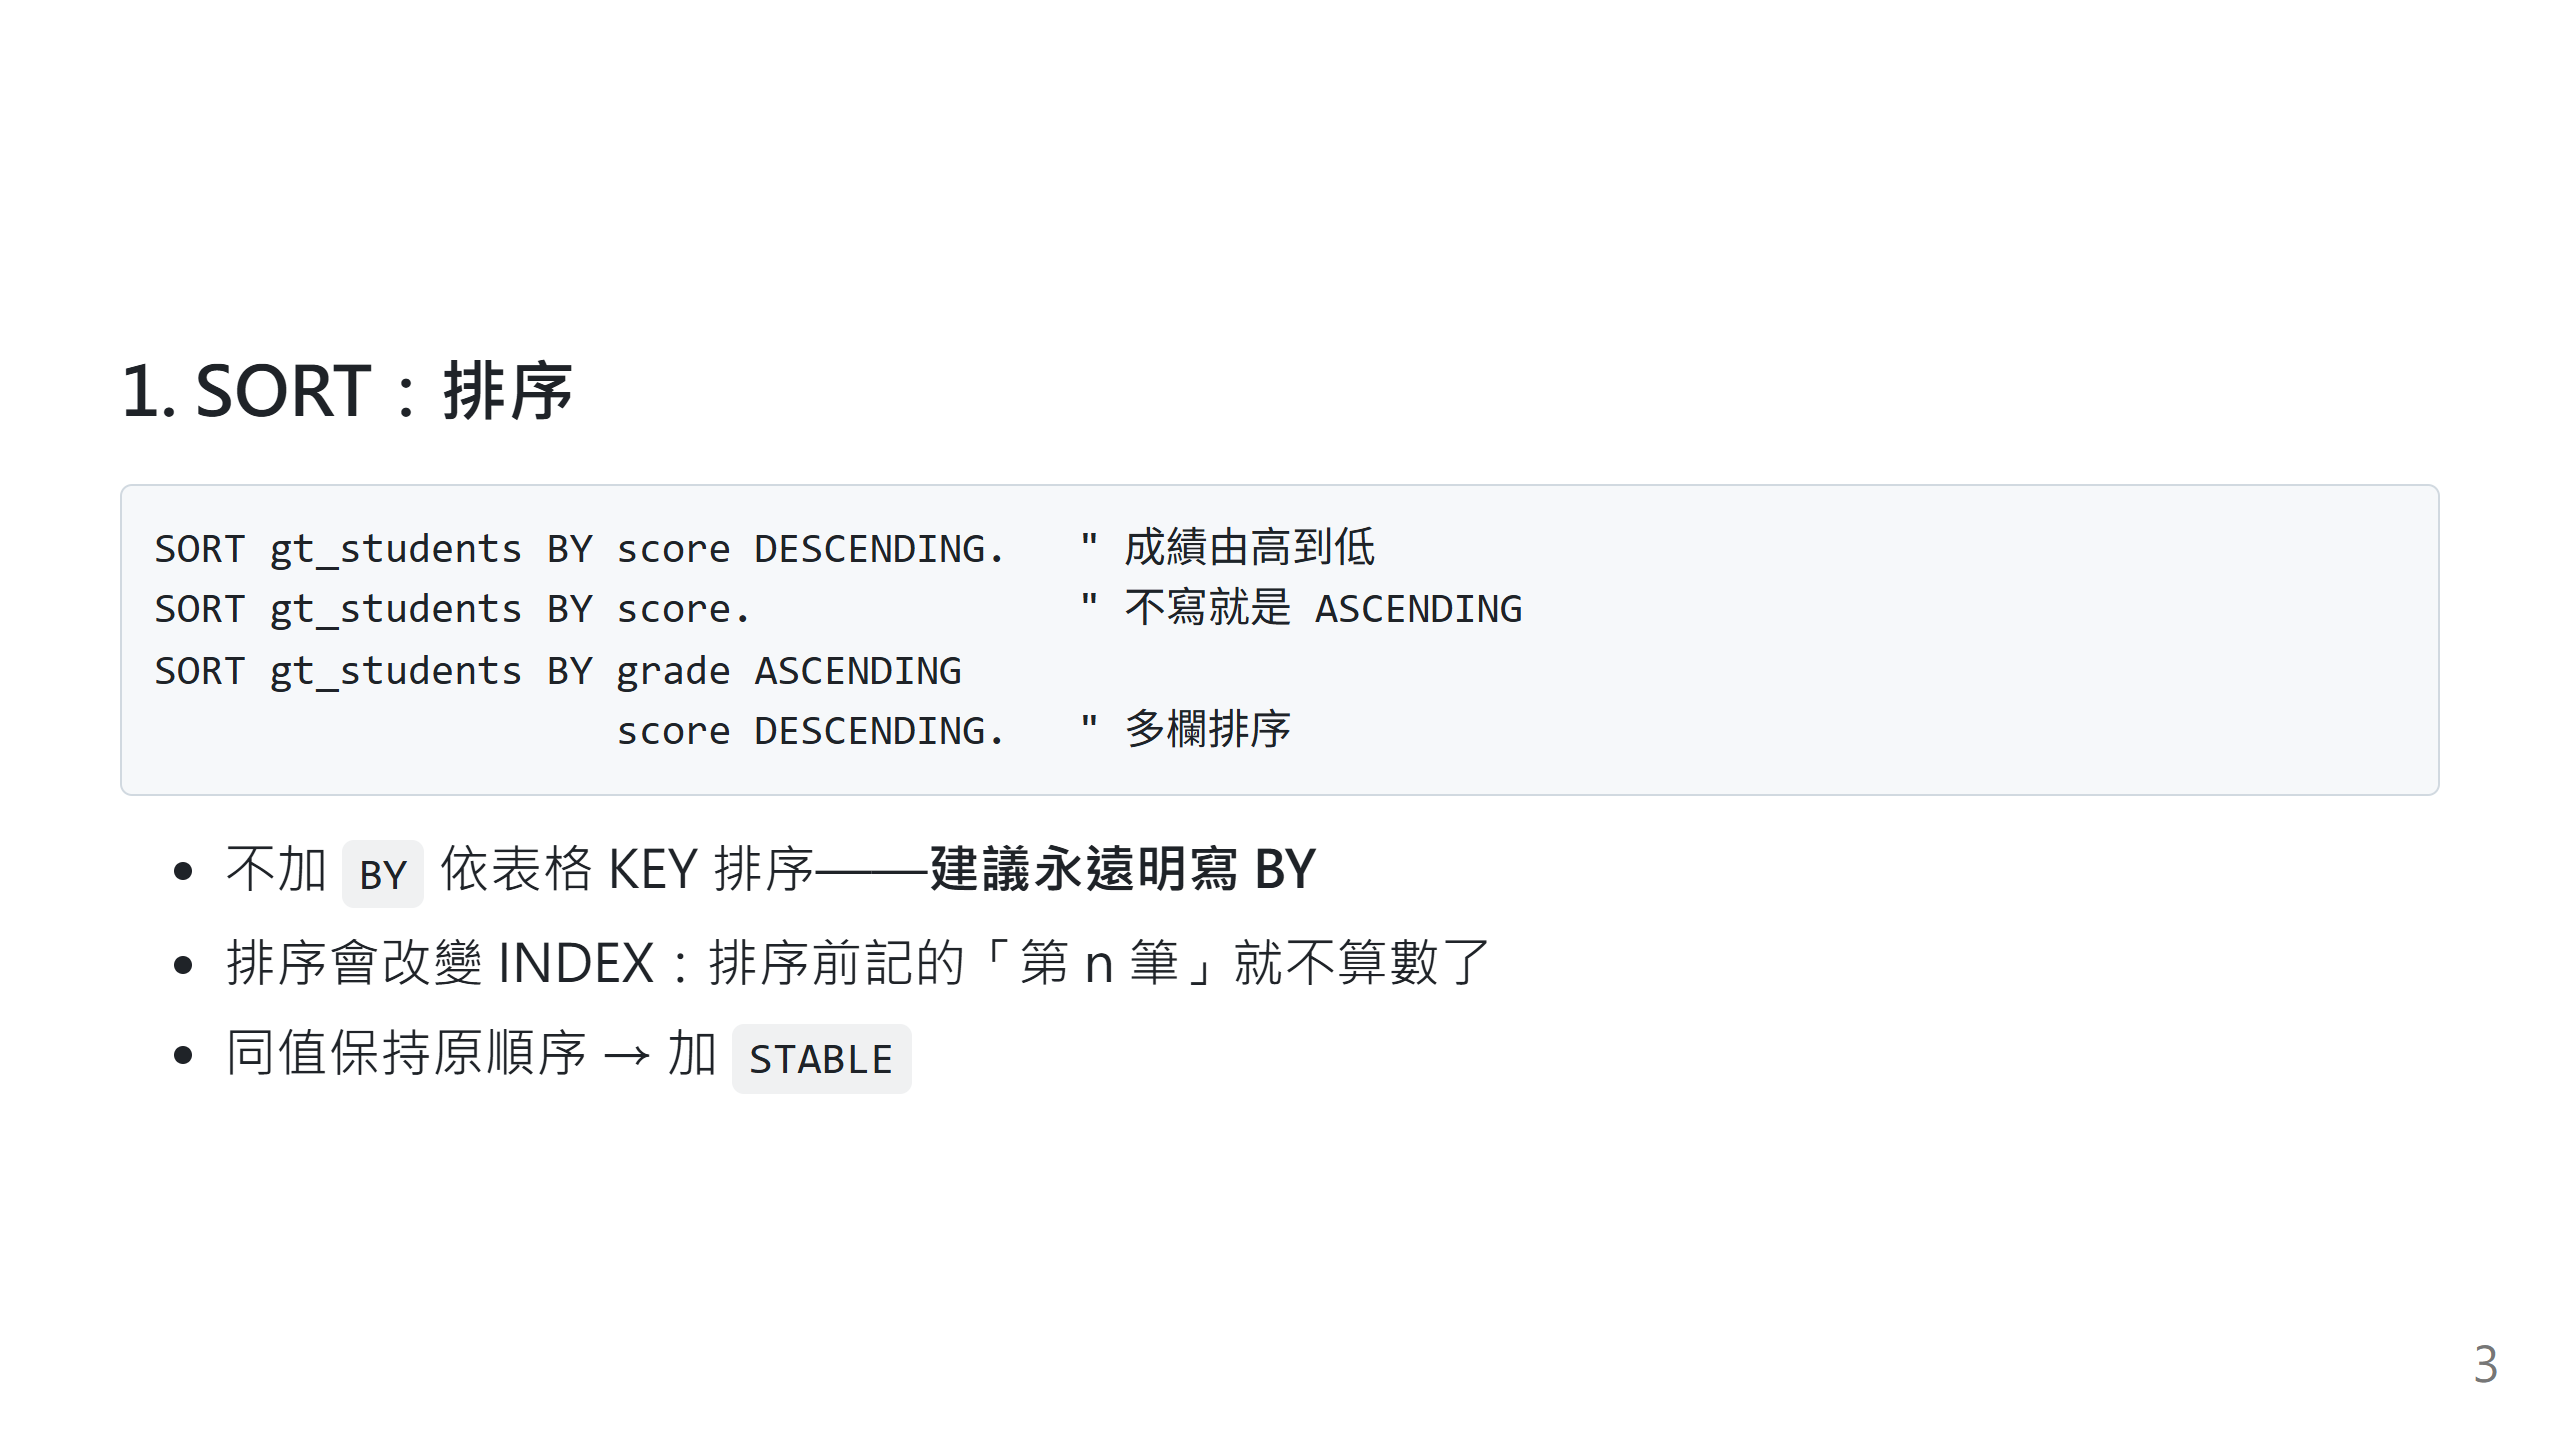 1. SORT：排序
SORT gt_students BY score DESCENDING.   " 成績由高到低
SORT gt_students BY score.              " 不寫就是 ASCENDING
SORT gt_students BY grade ASCENDING
                    score DESCENDING.   " 多欄排序
• 不加 BY 依表格 KEY 排序——建議永遠明寫 BY
• 排序會改變 INDEX：排序前記的「第 n 筆」就不算數了
• 同值保持原順序 → 加 STABLE
3